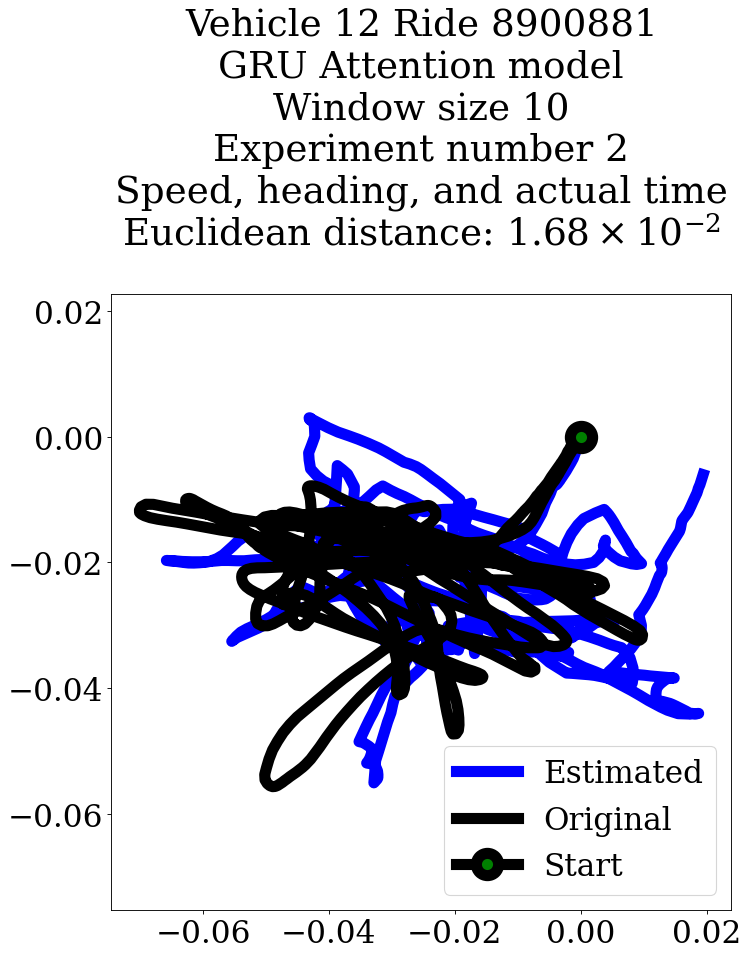 Vehicle 12 Ride 8900881
GRU Attention model
Window size 10
Experiment number 2
Speed, heading, and actual time
Euclidean distance: 1.68 × 10⁻²
0.02
0.00
−0.02
−0.04
−0.06
Estimated
Original
Start
−0.06 −0.04 −0.02 0.00 0.02